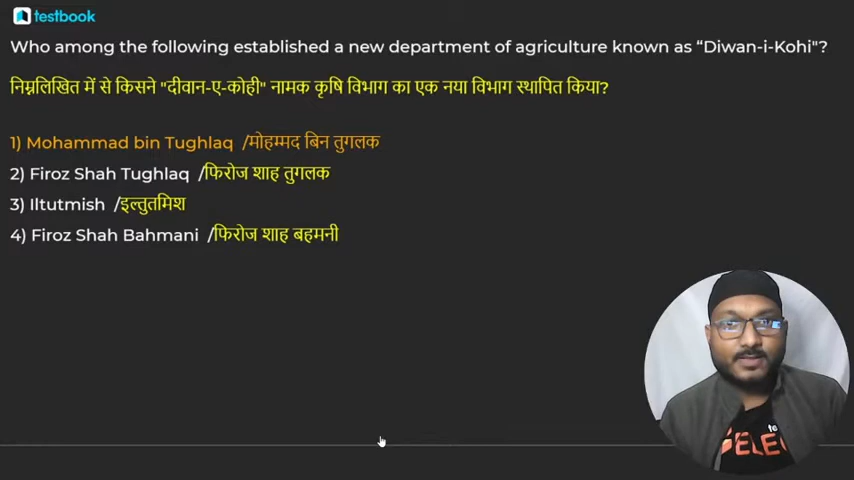 testbook
Who among the following established a new department of agriculture known as “Diwan-i-Kohi"?
निम्नलिखित में से किसने "दीवान-ए-कोही" नामक कृषि विभाग का एक नया विभाग स्थापित किया?
1) Mohammad bin Tughlaq /मोहम्मद बिन तुगलक
2) Firoz Shah Tughlaq /फिरोज शाह तुगलक
3) Iltutmish /इल्तुतमिश
4) Firoz Shah Bahmani /फिरोज शाह बहमनी